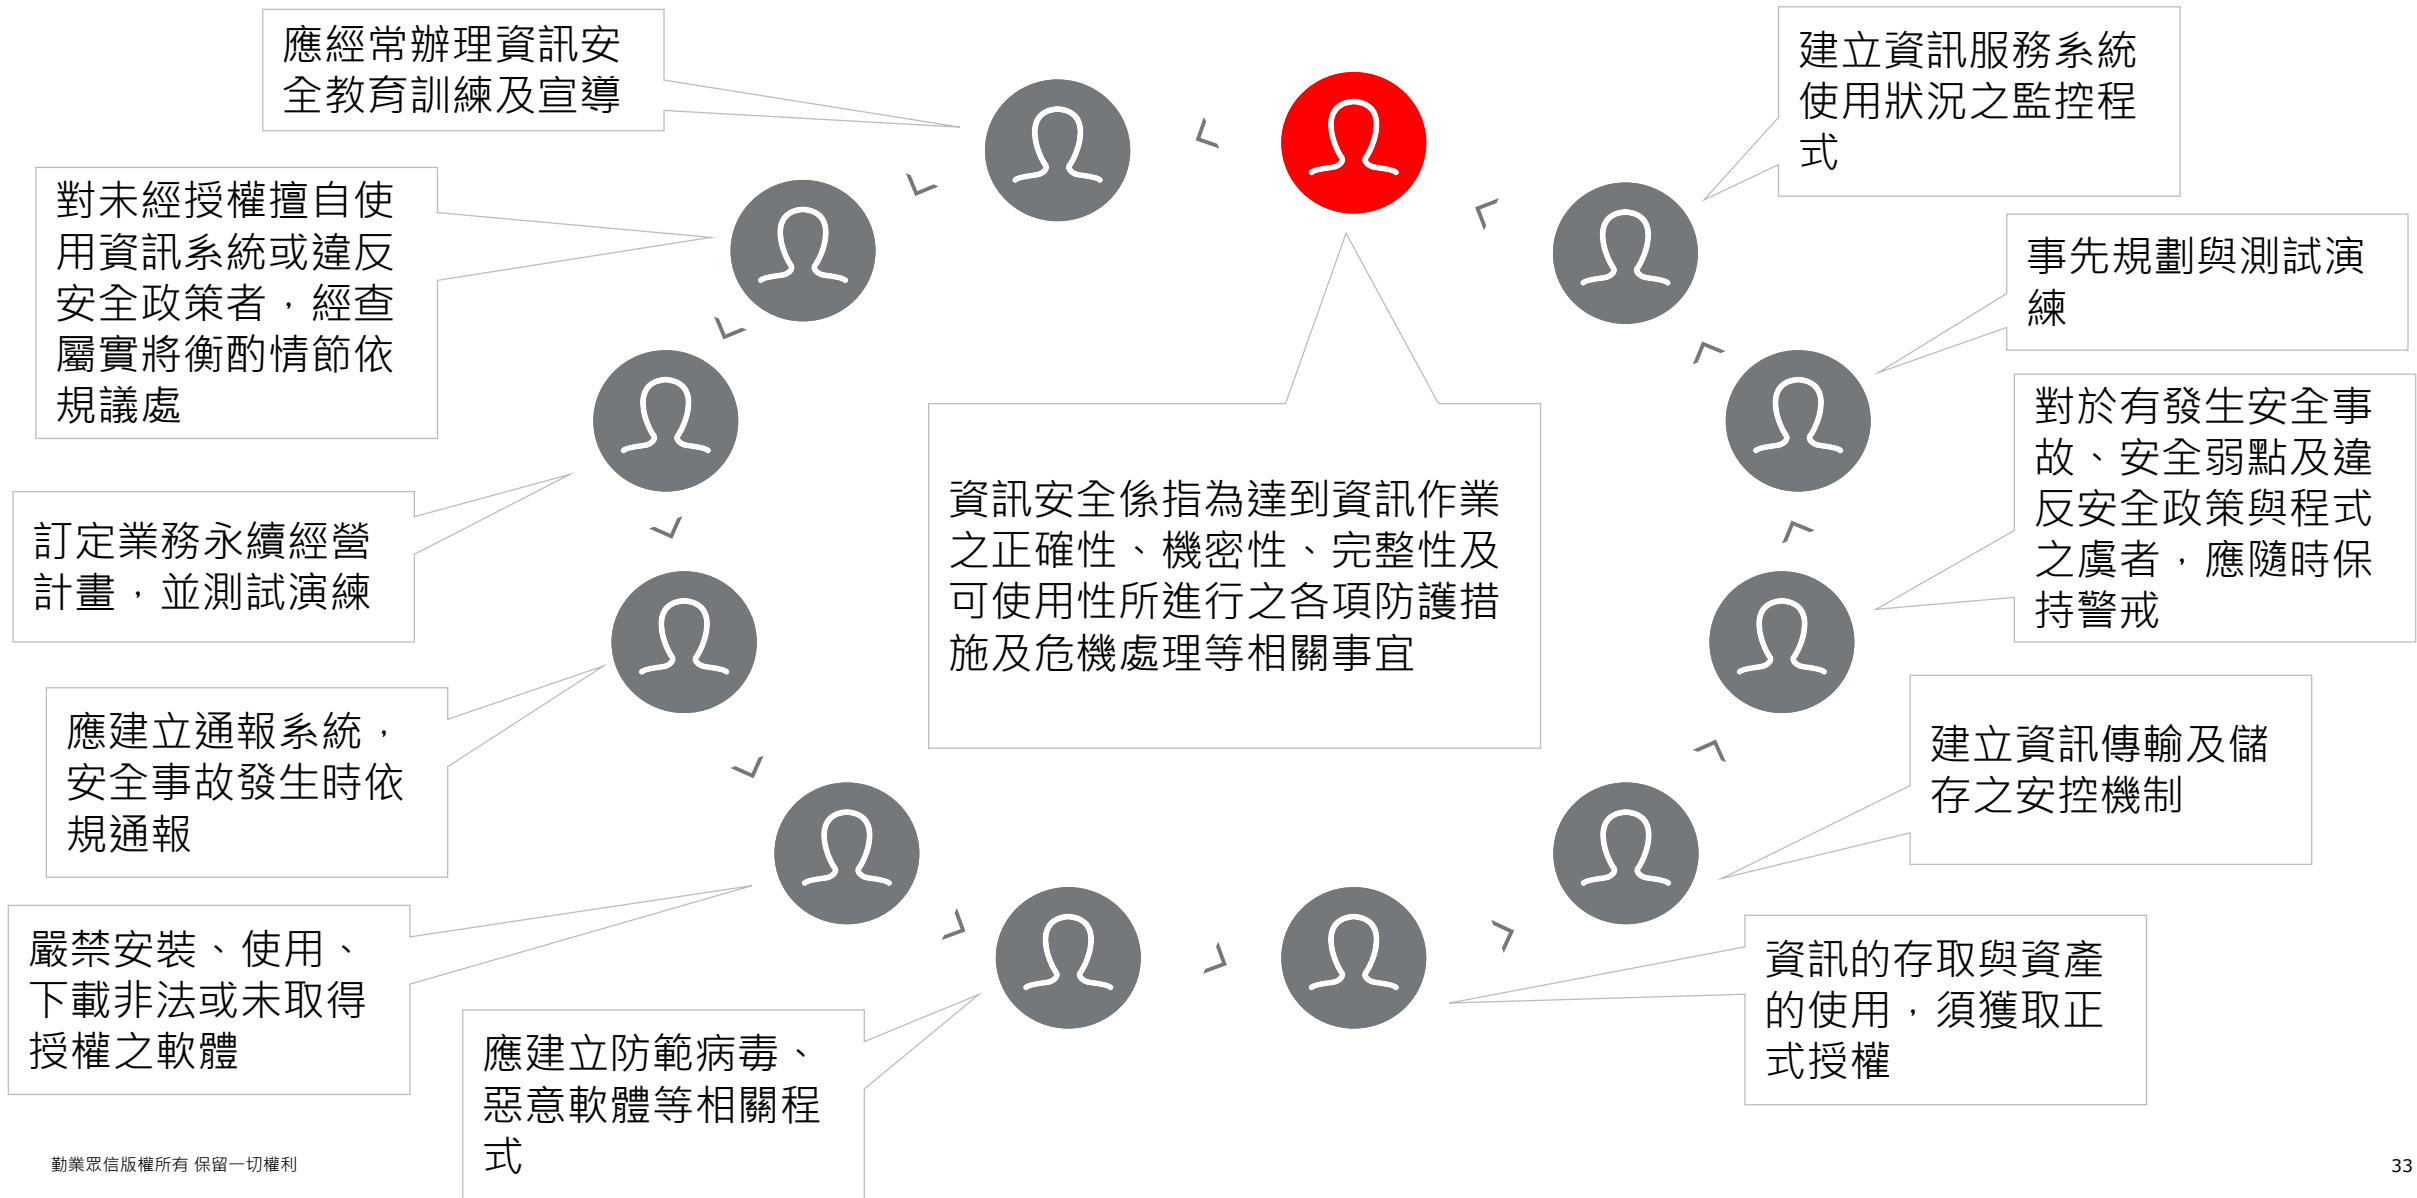 應經常辦理資訊安
全教育訓練及宣導
對未經授權擅自使
用資訊系統或違反
安全政策者，經查
屬實將衡酌情節依
規議處
訂定業務永續經營
計畫，並測試演練
應建立通報系統，
安全事故發生時依
規通報
嚴禁安裝、使用、
下載非法或未取得
授權之軟體
應建立防範病毒、
惡意軟體等相關程
式
資訊安全係指為達到資訊作業
之正確性、機密性、完整性及
可使用性所進行之各項防護措
施及危機處理等相關事宜
建立資訊服務系統
使用狀況之監控程
式
事先規劃與測試演
練
對於有發生安全事
故、安全弱點及違
反安全政策與程式
之虞者，應隨時保
持警戒
建立資訊傳輸及儲
存之安控機制
資訊的存取與資產
的使用，須獲取正
式授權
勤業眾信版權所有 保留一切權利
33